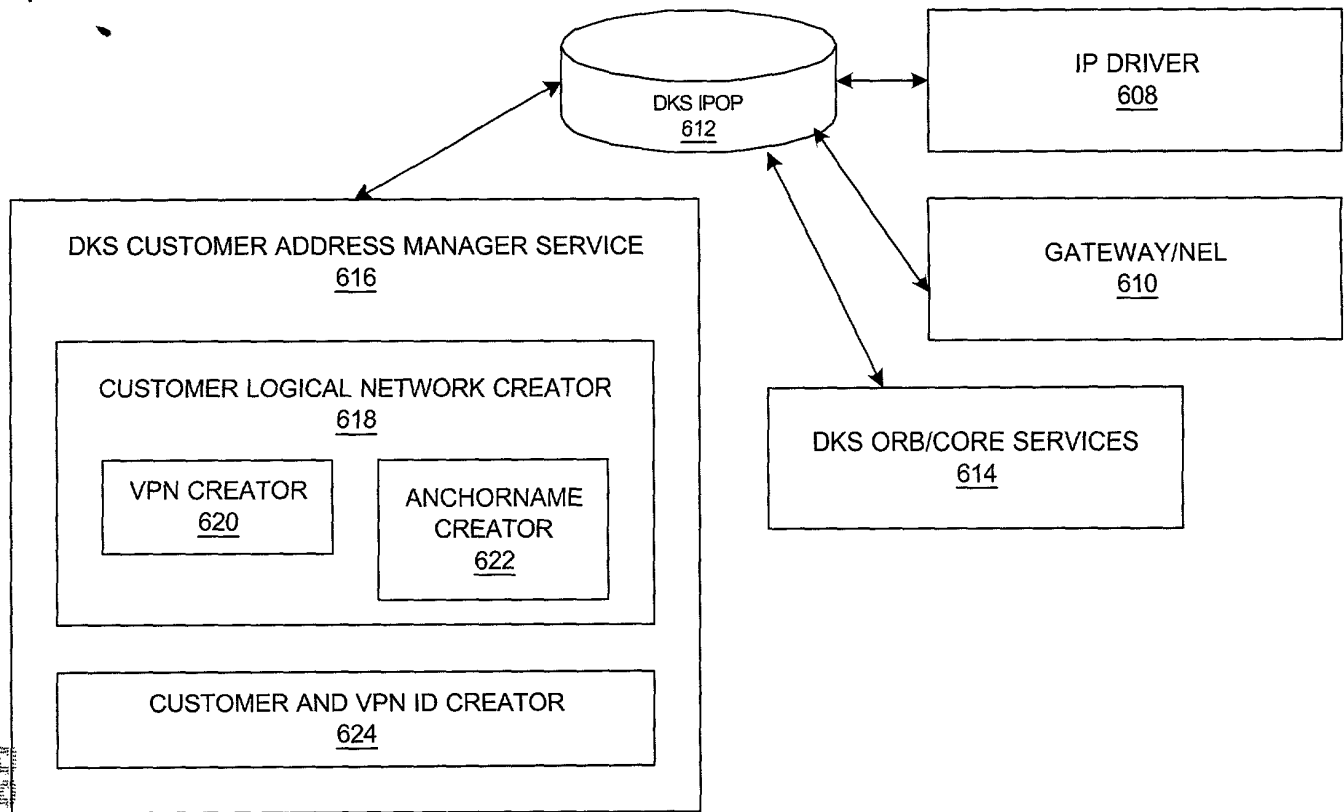 DKS IPOP
612
IP DRIVER
608
GATEWAY/NEL
610
DKS ORB/CORE SERVICES
614
DKS CUSTOMER ADDRESS MANAGER SERVICE
616
CUSTOMER LOGICAL NETWORK CREATOR
618
VPN CREATOR
620
ANCHORNAME
CREATOR
622
CUSTOMER AND VPN ID CREATOR
624